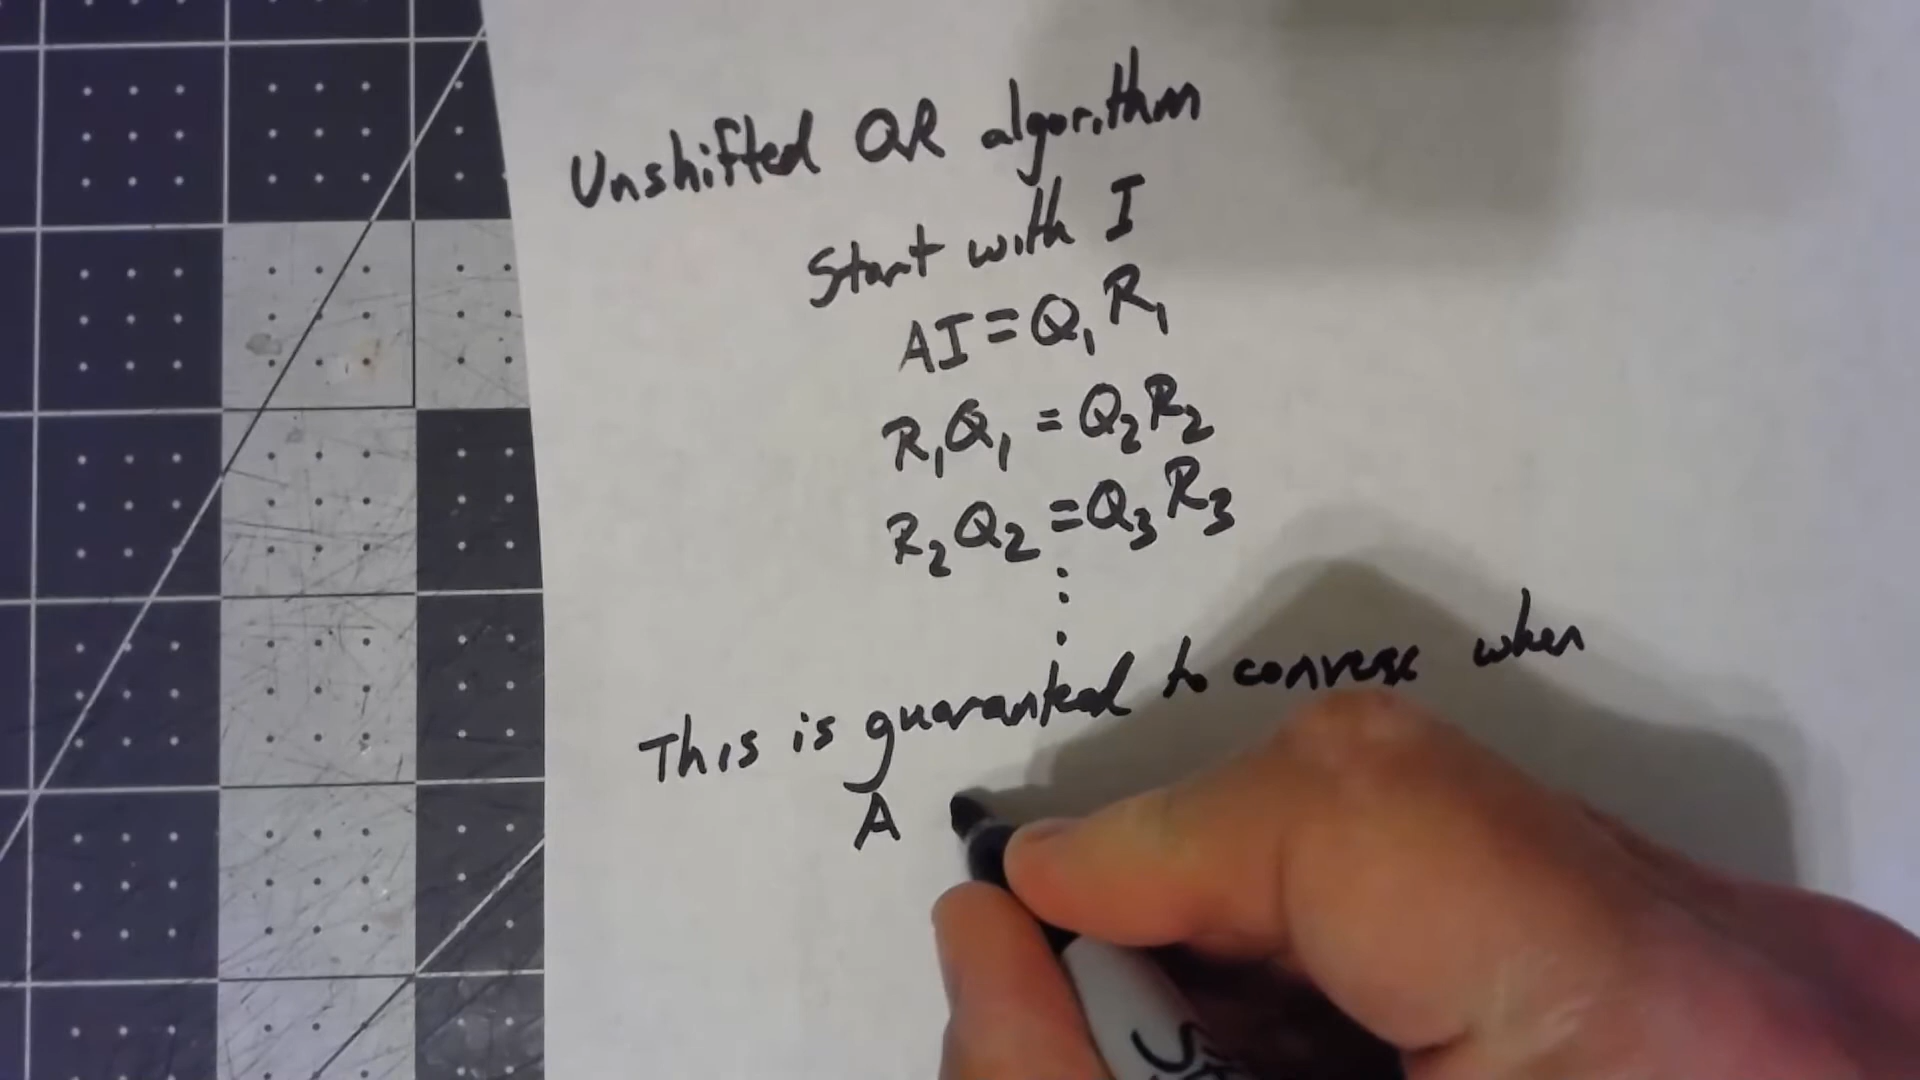 Unshifted QR algorithm
Start with I
AI = Q₁R₁
R₁Q₁ = Q₂R₂
R₂Q₂ = Q₃R₃
⋮
This is guaranteed to converge when
A